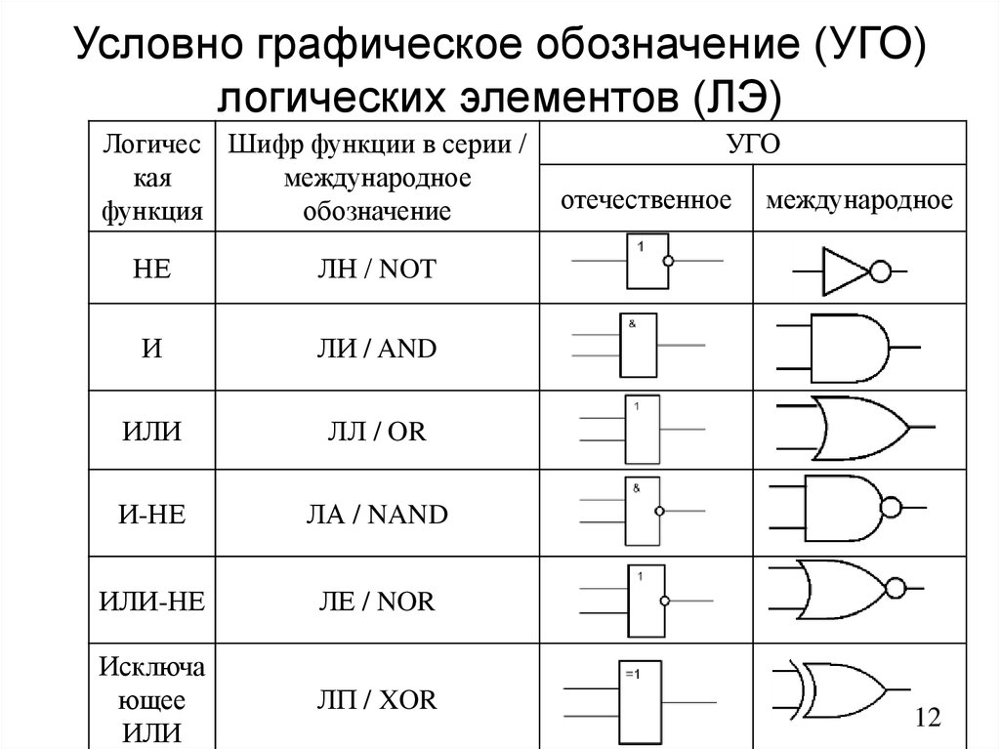 Условно графическое обозначение (УГО)
логических элементов (ЛЭ)
Логичес
кая
функция
Шифр функции в серии /
международное
обозначение
УГО
отечественное
международное
НЕ
ЛН / NOT
1
И
ЛИ / AND
&
ИЛИ
ЛЛ / OR
1
И-НЕ
ЛА / NAND
&
ИЛИ-НЕ
ЛЕ / NOR
1
Исключа
ющее
ИЛИ
ЛП / XOR
=1
12